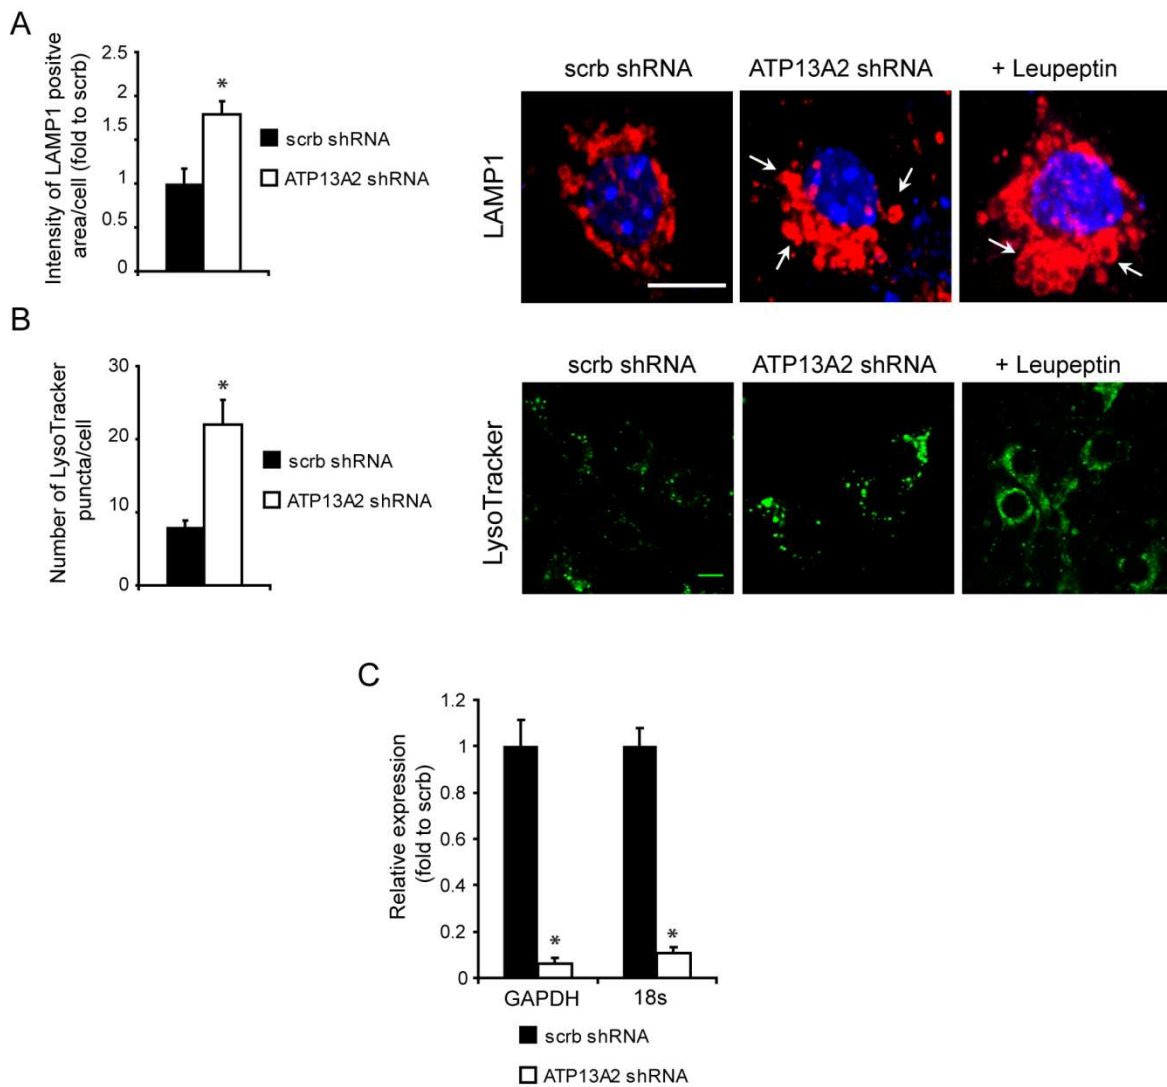 A
Intensity of LAMP1 positve
area/cell (fold to scrb)
2.5
2
1.5
1
0.5
0
*
scrb shRNA
ATP13A2 shRNA
scrb shRNA
ATP13A2 shRNA
+ Leupeptin
LAMP1
B
Number of LysoTracker
puncta/cell
30
20
10
0
*
scrb shRNA
ATP13A2 shRNA
scrb shRNA
ATP13A2 shRNA
+ Leupeptin
LysoTracker
C
Relative expression
(fold to scrb)
1.2
1
0.8
0.6
0.4
0.2
0
*
*
GAPDH
18s
scrb shRNA
ATP13A2 shRNA